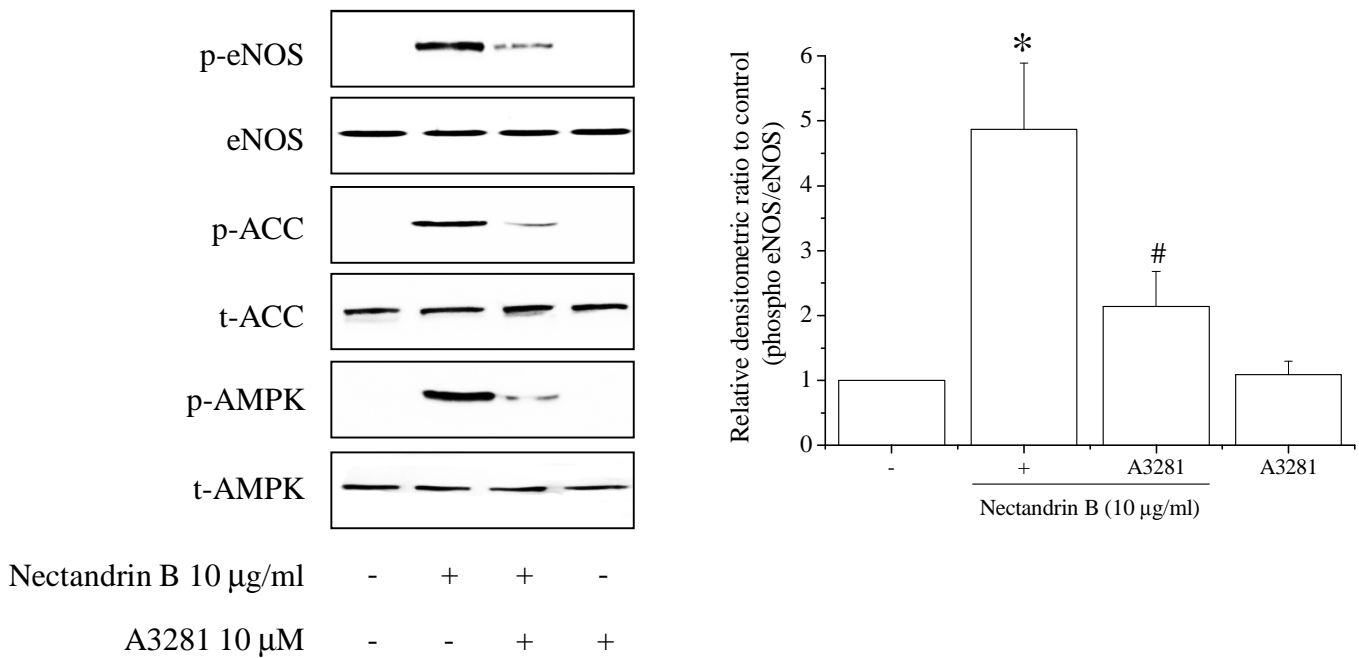 p-eNOS
eNOS
p-ACC
t-ACC
p-AMPK
t-AMPK
Nectandrin B 10 μg/ml - + + -
A3281 10 μM - - + +
Relative densitometric ratio to control
(phospho eNOS/eNOS)
6
5
4
3
2
1
0
*
#
- + A3281 A3281
Nectandrin B (10 μg/ml)